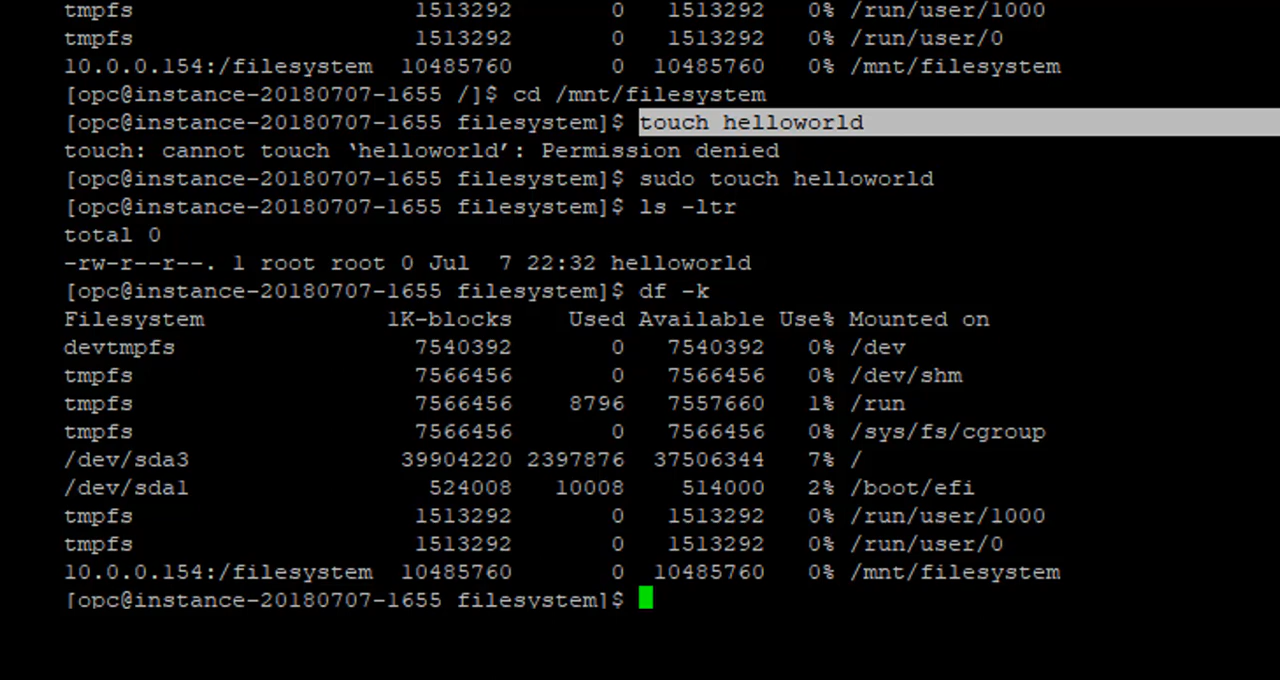 tmpfs 1513292 0 1513292 0% /run/user/1000
tmpfs 1513292 0 1513292 0% /run/user/0
10.0.0.154:/filesystem 10485760 0 10485760 0% /mnt/filesystem
[opc@instance-20180707-1655 /]$ cd /mnt/filesystem
[opc@instance-20180707-1655 filesystem]$ touch helloworld
touch: cannot touch ‘helloworld’: Permission denied
[opc@instance-20180707-1655 filesystem]$ sudo touch helloworld
[opc@instance-20180707-1655 filesystem]$ ls -ltr
total 0
-rw-r--r--. 1 root root 0 Jul  7 22:32 helloworld
[opc@instance-20180707-1655 filesystem]$ df -k
Filesystem 1K-blocks Used Available Use% Mounted on
devtmpfs 7540392 0 7540392 0% /dev
tmpfs 7566456 0 7566456 0% /dev/shm
tmpfs 7566456 8796 7557660 1% /run
tmpfs 7566456 0 7566456 0% /sys/fs/cgroup
/dev/sda3 39904220 2397876 37506344 7% /
/dev/sda1 524008 10008 514000 2% /boot/efi
tmpfs 1513292 0 1513292 0% /run/user/1000
tmpfs 1513292 0 1513292 0% /run/user/0
10.0.0.154:/filesystem 10485760 0 10485760 0% /mnt/filesystem
[opc@instance-20180707-1655 filesystem]$